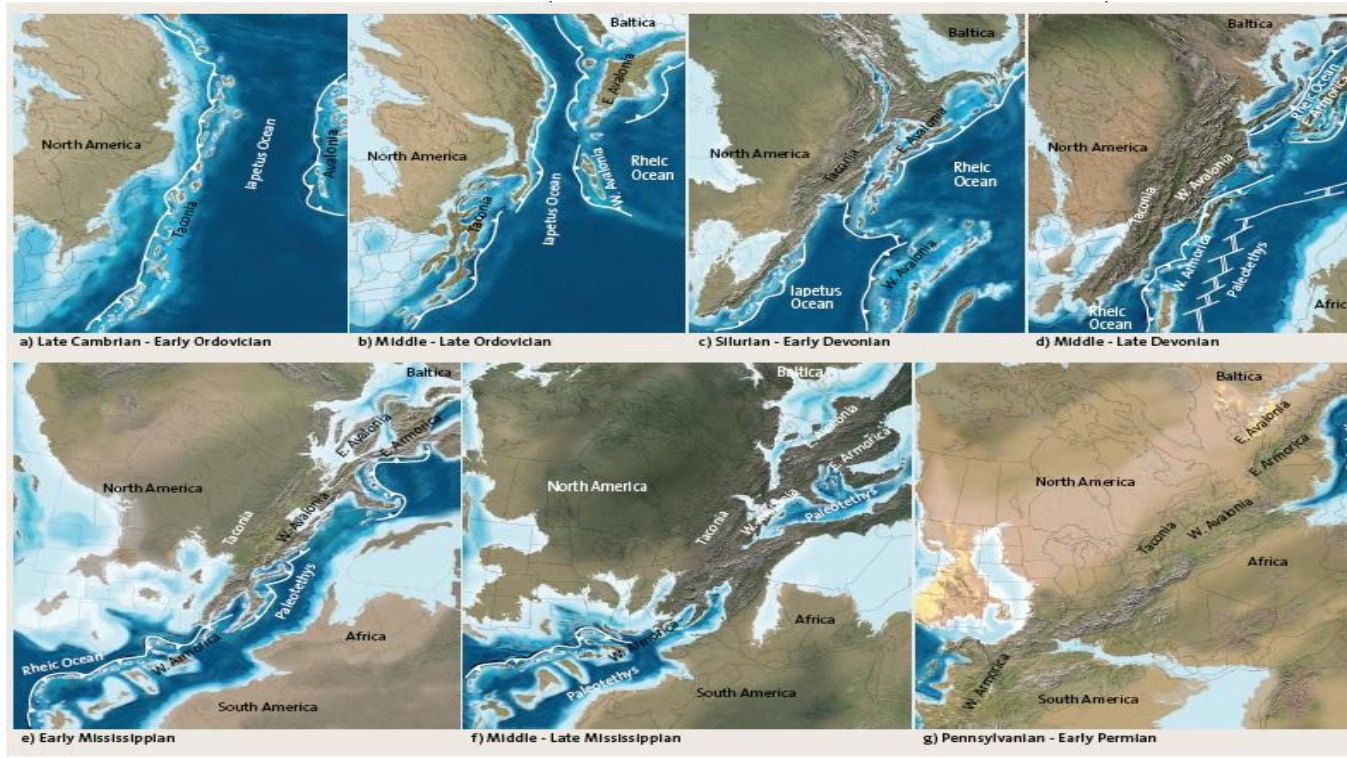 Baltica
North America
Iapetus Ocean
Avalonia
Taconia
a) Late Cambrian - Early Ordovician
Baltica
E. Avalonia
North America
Rheic
Ocean
W. Avalonia
Iapetus Ocean
Taconia
b) Middle - Late Ordovician
Baltica
North America
E. Avalonia
Taconia
Rheic
Ocean
W. Avalonia
Iapetus
Ocean
c) Silurian - Early Devonian
Baltica
Rheic Ocean
Armorica
North America
W. Avalonia
Taconia
W. Armorica
Paleotethys
Rheic
Ocean
Afric
d) Middle - Late Devonian
Baltica
E. Avalonia
E. Armorica
North America
W. Avalonia
Taconia
Paleotethys
Africa
Rheic Ocean
W. Armorica
South America
e) Early Mississippian
Baltica
E. Avalonia
E. Armorica
North America
W. Avalonia
Paleotethys
Taconia
Africa
W. Armorica
Paleotethys
South America
f) Middle - Late Mississippian
Baltica
E. Avalonia
E. Armorica
North America
W. Avalonia
Taconia
Africa
W. Armorica
South America
g) Pennsylvanian - Early Permian